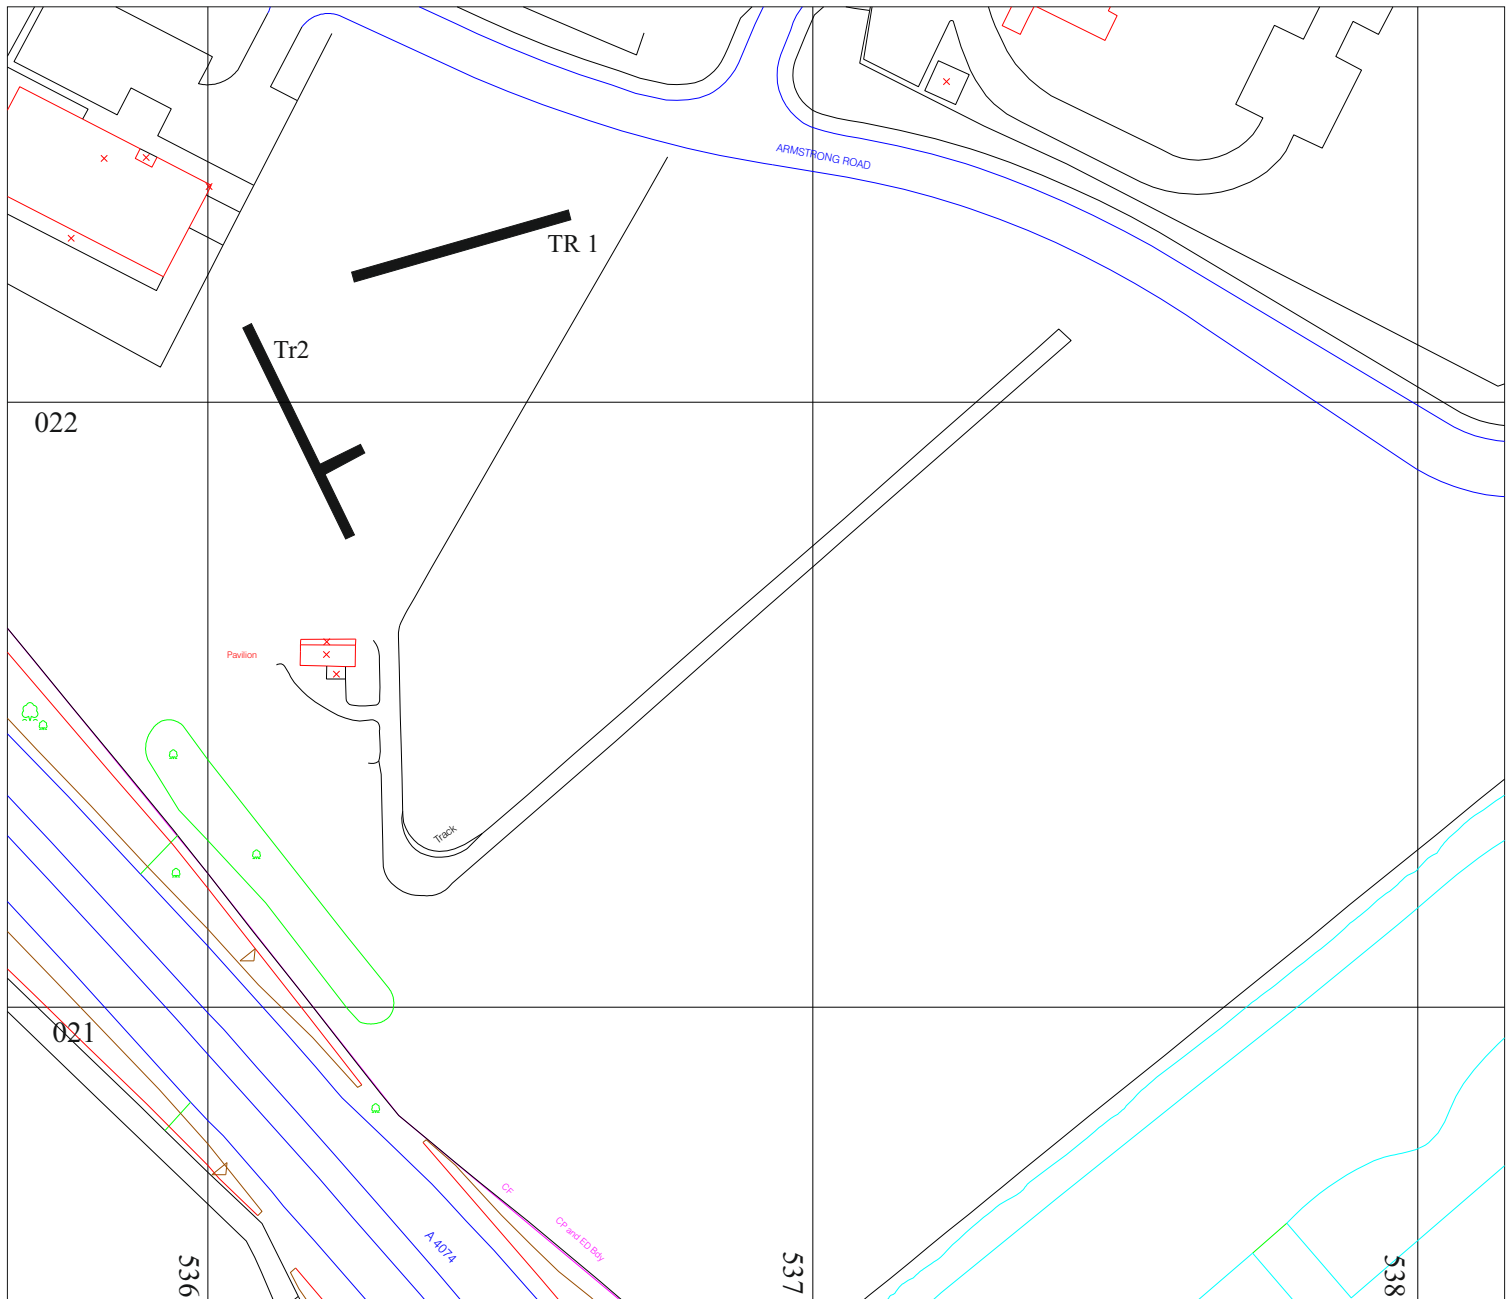 ARMSTRONG ROAD
TR 1
Tr2
022
Pavilion
Track
021
CF
CP and ED Bdy
A 4074
536
537
538